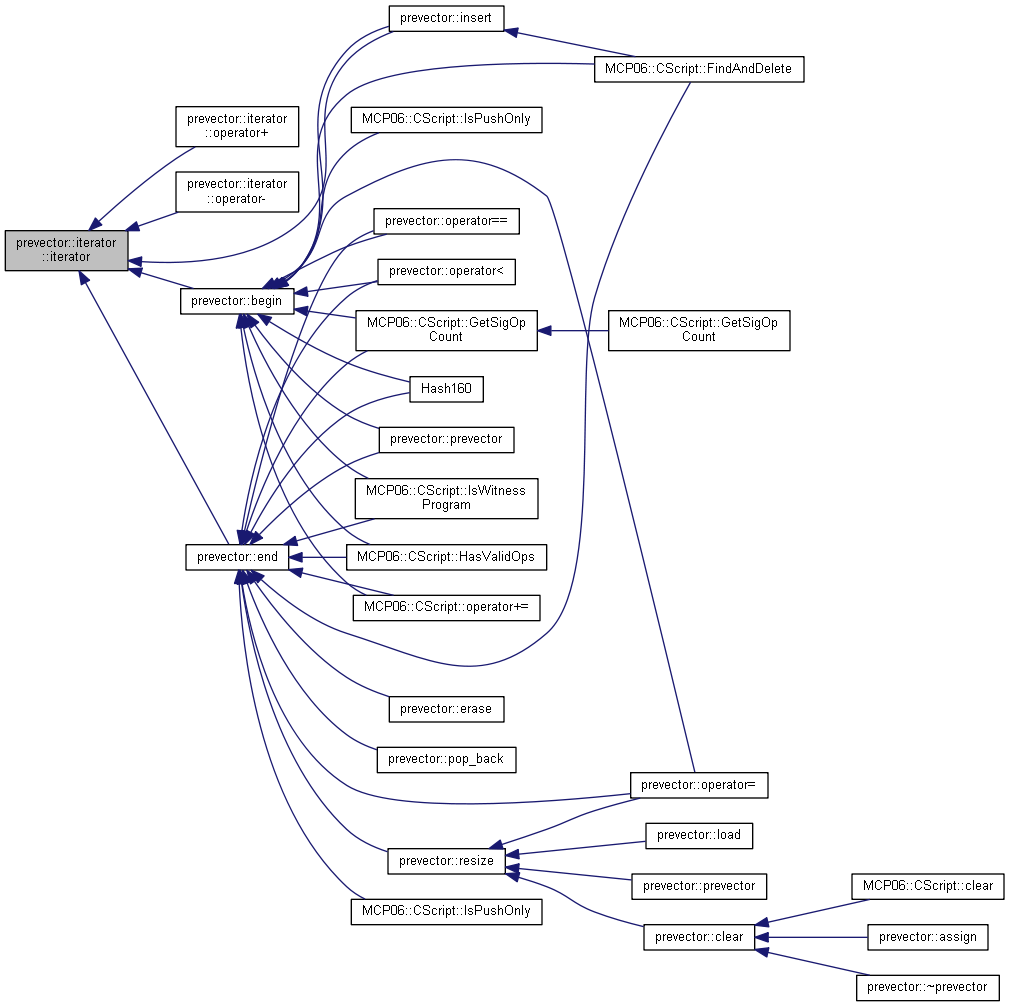 prevector::insert
MCP06::CScript::FindAndDelete
prevector::iterator
::operator+
MCP06::CScript::IsPushOnly
prevector::iterator
::operator-
prevector::operator==
prevector::iterator
::iterator
prevector::operator<
prevector::begin
MCP06::CScript::GetSigOp
Count
MCP06::CScript::GetSigOp
Count
Hash160
prevector::prevector
MCP06::CScript::IsWitness
Program
prevector::end
MCP06::CScript::HasValidOps
MCP06::CScript::operator+=
prevector::erase
prevector::pop_back
prevector::operator=
prevector::load
prevector::resize
prevector::prevector
MCP06::CScript::clear
MCP06::CScript::IsPushOnly
prevector::clear
prevector::assign
prevector::~prevector